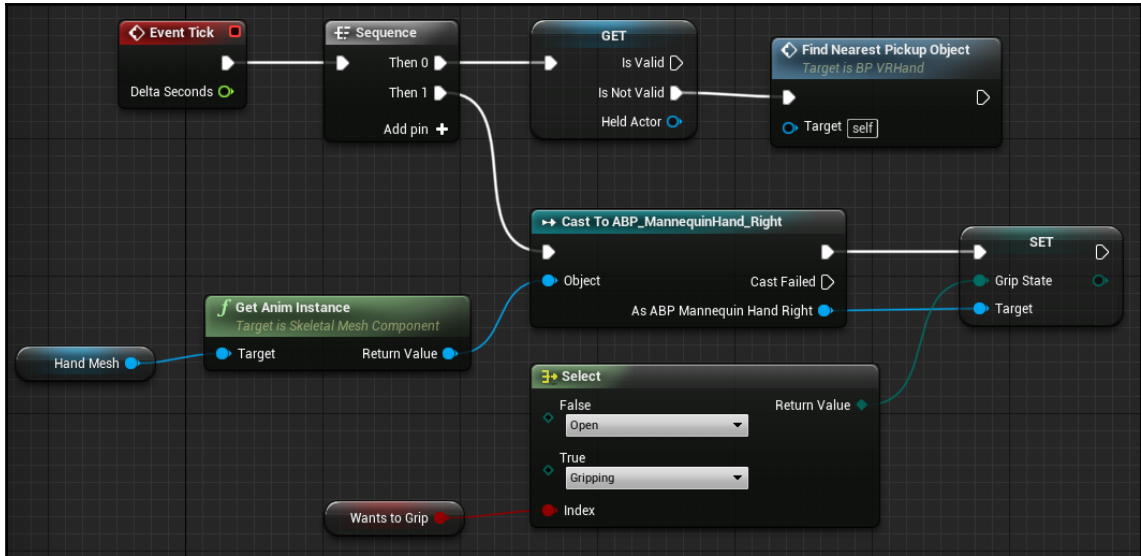 Event Tick
Delta Seconds
Sequence
Then 0
Then 1
Add pin
GET
Is Valid
Is Not Valid
Held Actor
Find Nearest Pickup Object
Target is BP VRHand
Target self
Cast To ABP_MannequinHand_Right
Object
Cast Failed
As ABP Mannequin Hand Right
SET
Grip State
Target
Get Anim Instance
Target is Skeletal Mesh Component
Target Return Value
Hand Mesh
Select
False Return Value
Open
True
Gripping
Index
Wants to Grip